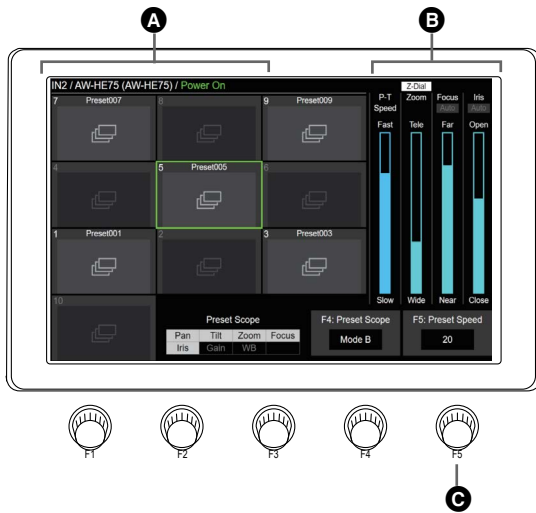 A
B
IN2 / AW-HE75 (AW-HE75) / Power On
Z-Dial
P-T Speed
Zoom
Focus
Iris
Auto
Auto
Fast
Tele
Far
Open
7 Preset007
8
9 Preset009
4
5 Preset005
6
1 Preset001
2
3 Preset003
10
Slow
Wide
Near
Close
Preset Scope
Pan Tilt Zoom Focus
Iris Gain WB
F4: Preset Scope
Mode B
F5: Preset Speed
20
F1
F2
F3
F4
F5
C